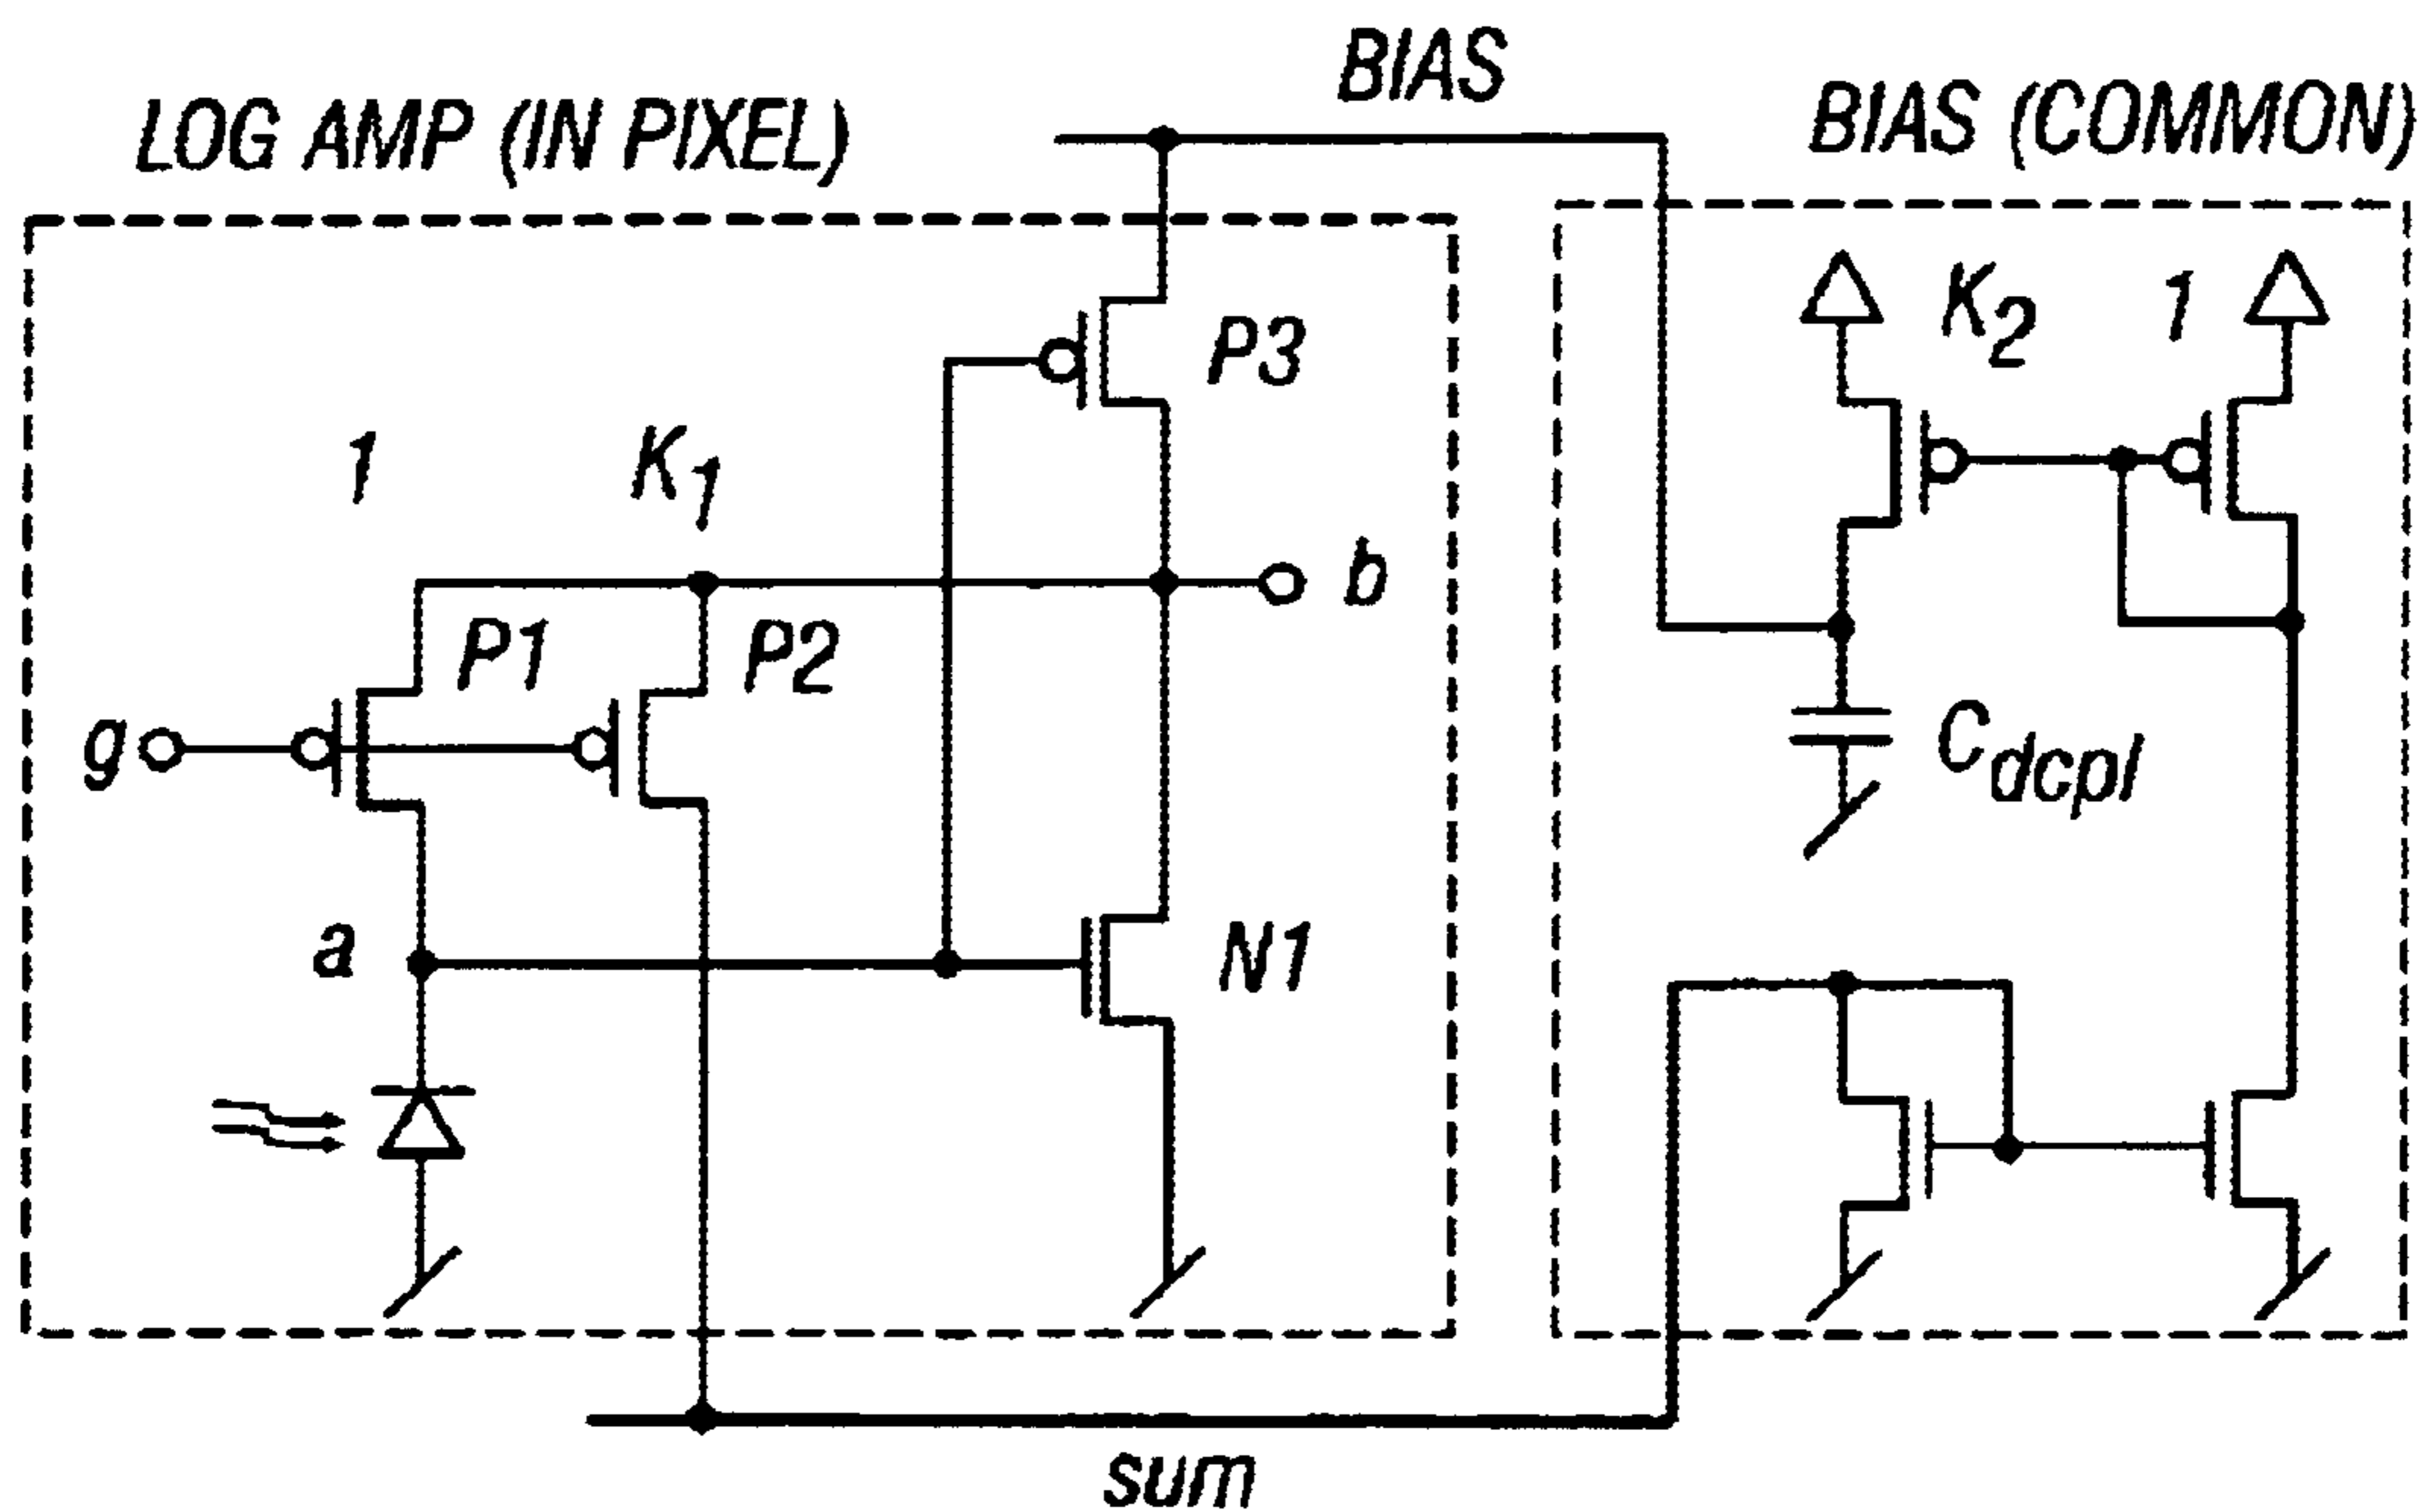 BIAS
LOG AMP (IN PIXEL)
BIAS (COMMON)
K2 1
P3
1 K1
b
P1 P2
g
Cdcpl
a
N1
sum